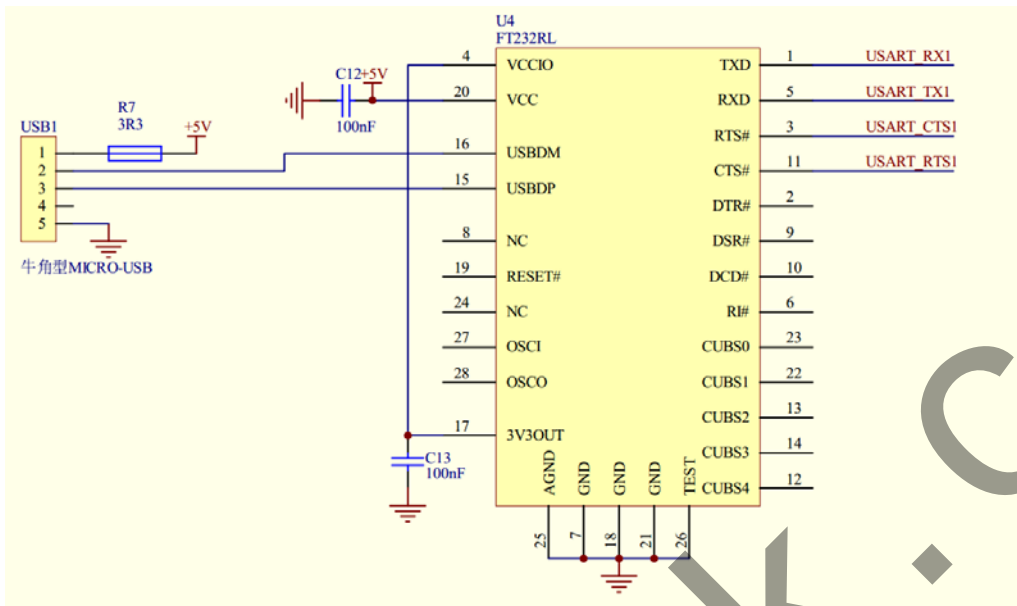 U4
FT232RL
4 VCCIO TXD 1 USART_RX1
C12 +5V
20 VCC RXD 5 USART_TX1
100nF
R7
3R3
+5V
RTS# 3 USART_CTS1
USB1
1
2
3
4
5
16 USBDM CTS# 11 USART_RTS1
15 USBDP DTR# 2
8 NC DSR# 9
牛角型MICRO-USB
19 RESET# DCD# 10
24 NC RI# 6
27 OSCI CUBS0 23
28 OSCO CUBS1 22
CUBS2 13
17 3V3OUT
C13
100nF
CUBS3 14
CUBS4 12
AGND GND GND GND TEST
25 7 18 21 26